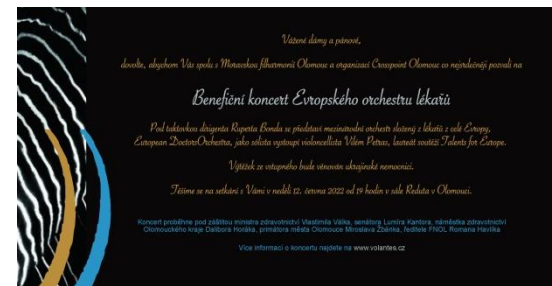 Vážené dámy a pánové,
dovolte, abychom Vás spolu s Moravskou filharmonií Olomouc a organizací Crosspoint Olomouc co nejsrdečněji pozvali na
Benefiční koncert Evropského orchestru lékařů
Pod taktovkou dirigenta Ruperta Bonda se představí mezinárodní orchestr složený z lékařů z celé Evropy,
European DoctorsOrchestra, jako sólista vystoupí violoncellista Vilém Petras, laureát soutěží Talents for Europe.
Výtěžek ze vstupného bude věnován ukrajinské nemocnici.
Těšíme se na setkání s Vámi v neděli 12. června 2022 od 19 hodin v sále Reduta v Olomouci.
Koncert proběhne pod záštitou ministra zdravotnictví Vlastimila Válka, senátora Lumíra Kantora, náměstka zdravotnictví
Olomouckého kraje Dalibora Horáka, primátora města Olomouce Miroslava Žbánka, ředitele FNOL Romana Havlíka
Více informací o koncertu najdete na www.volantes.cz